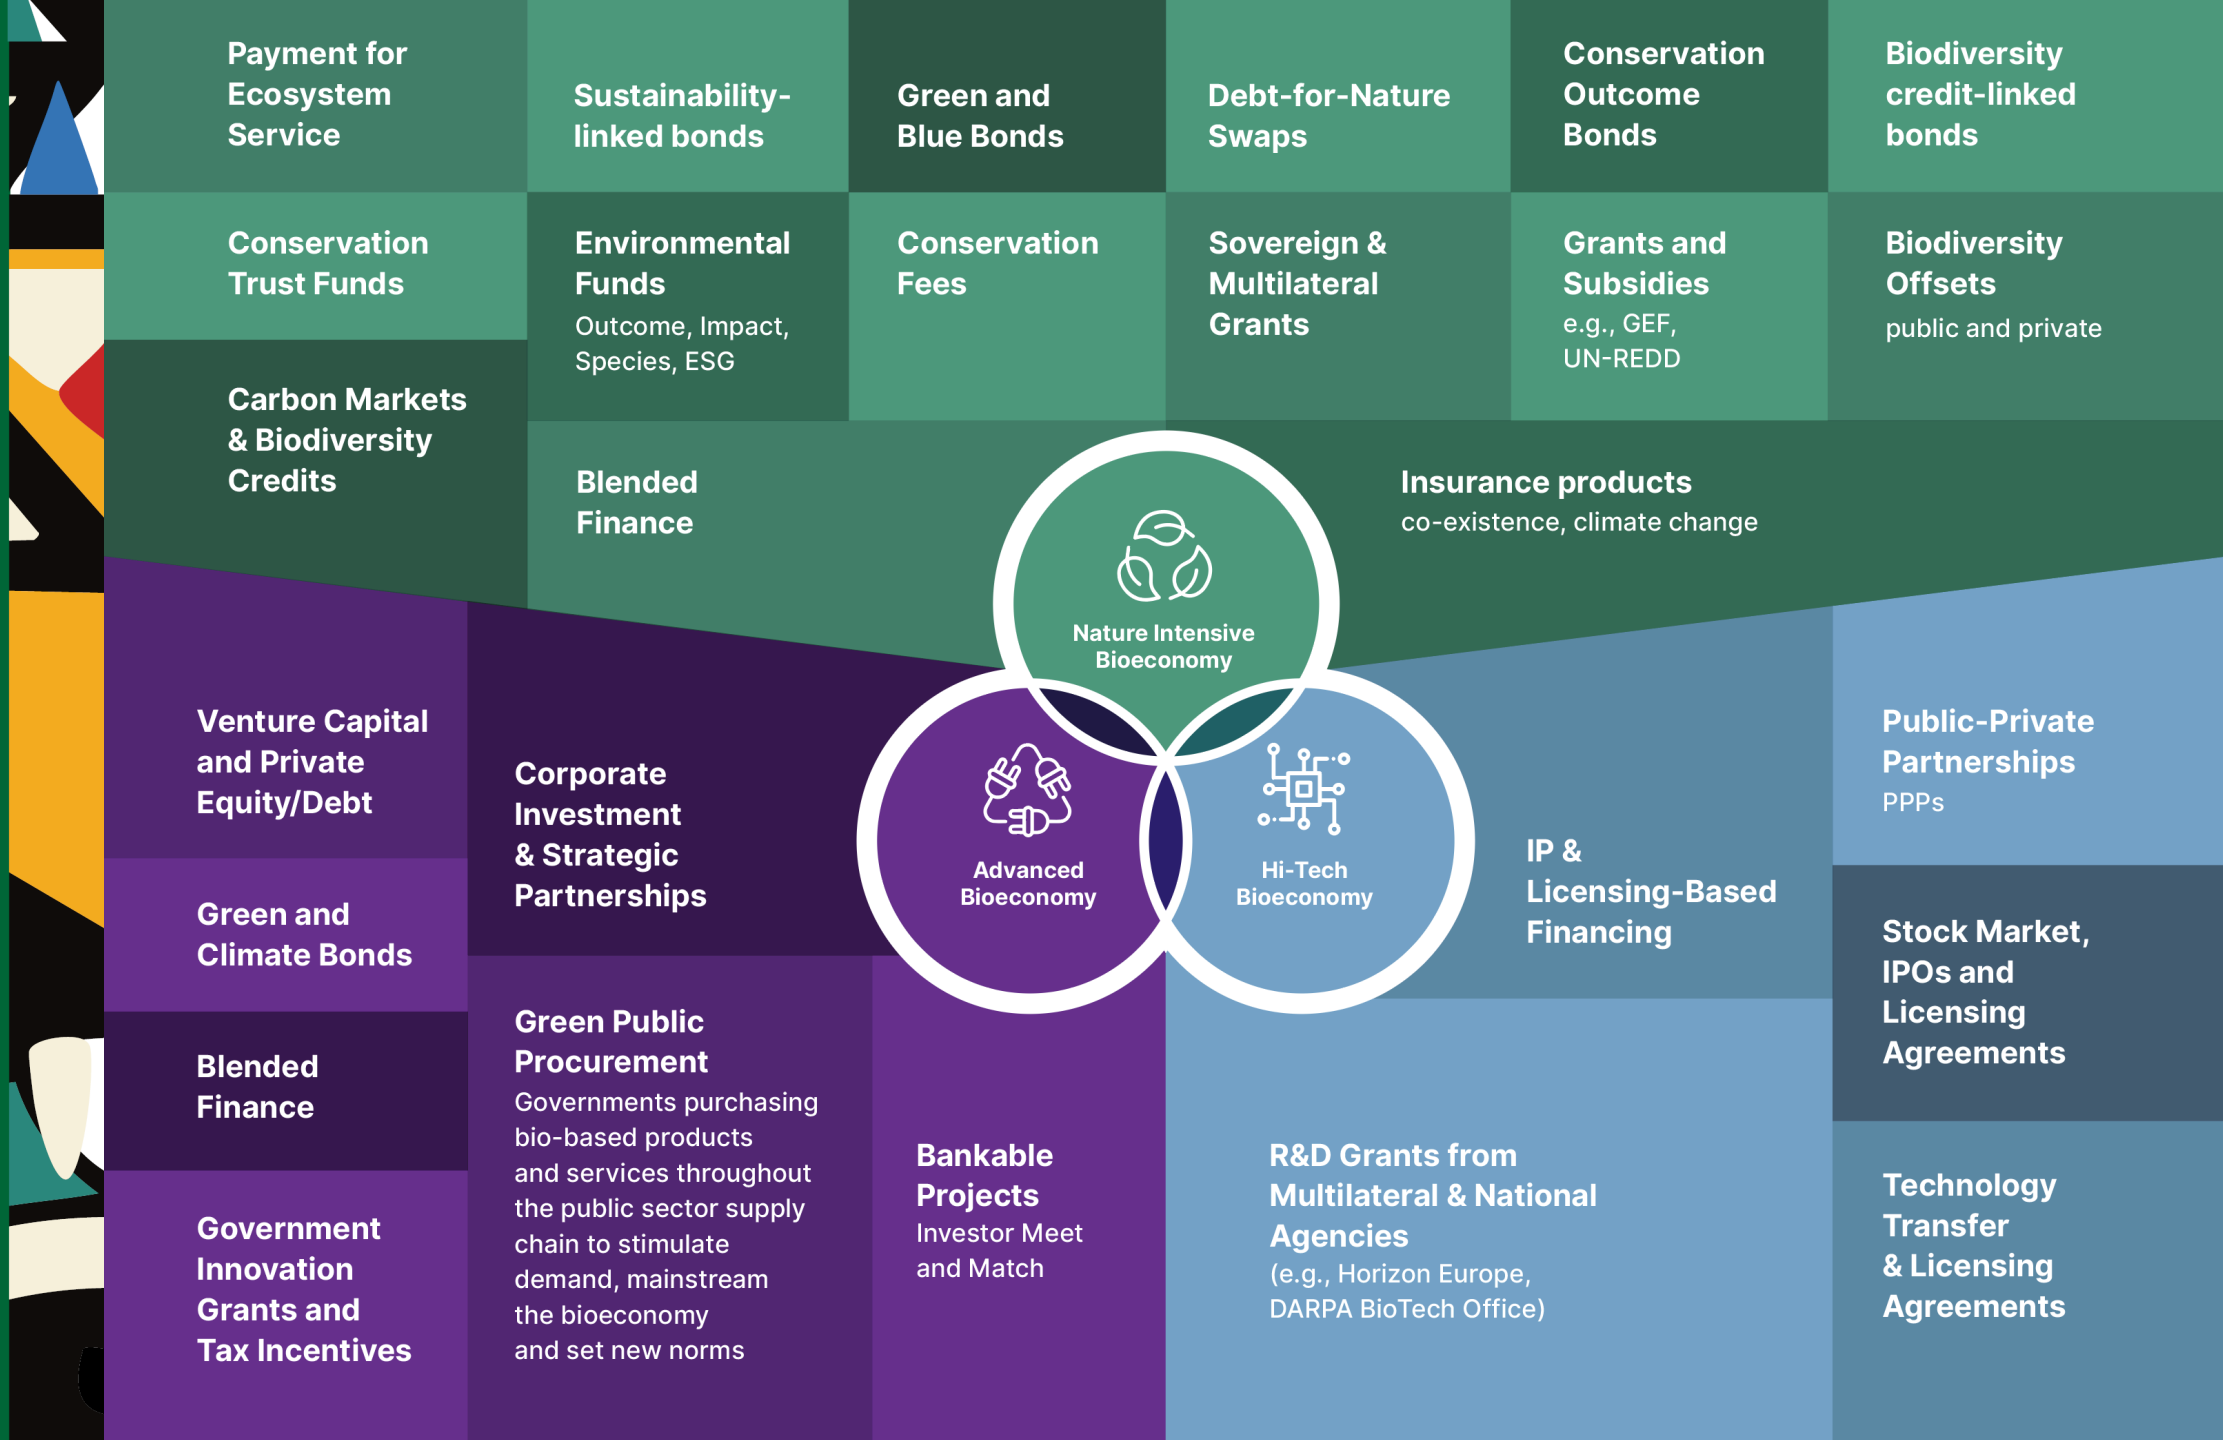 Payment for
Ecosystem
Service
Sustainability-
linked bonds
Green and
Blue Bonds
Debt-for-Nature
Swaps
Conservation
Outcome
Bonds
Biodiversity
credit-linked
bonds
Conservation
Trust Funds
Environmental
Funds
Outcome, Impact,
Species, ESG
Conservation
Fees
Sovereign &
Multilateral
Grants
Grants and
Subsidies
e.g., GEF,
UN-REDD
Biodiversity
Offsets
public and private
Carbon Markets
& Biodiversity
Credits
Blended
Finance
Insurance products
co-existence, climate change
Nature Intensive
Bioeconomy
Advanced
Bioeconomy
Hi-Tech
Bioeconomy
Venture Capital
and Private
Equity/Debt
Corporate
Investment
& Strategic
Partnerships
Green and
Climate Bonds
Blended
Finance
Government
Innovation
Grants and
Tax Incentives
Green Public
Procurement
Governments purchasing
bio-based products
and services throughout
the public sector supply
chain to stimulate
demand, mainstream
the bioeconomy
and set new norms
Bankable
Projects
Investor Meet
and Match
IP &
Licensing-Based
Financing
Public-Private
Partnerships
PPPs
Stock Market,
IPOs and
Licensing
Agreements
R&D Grants from
Multilateral & National
Agencies
(e.g., Horizon Europe,
DARPA BioTech Office)
Technology
Transfer
& Licensing
Agreements